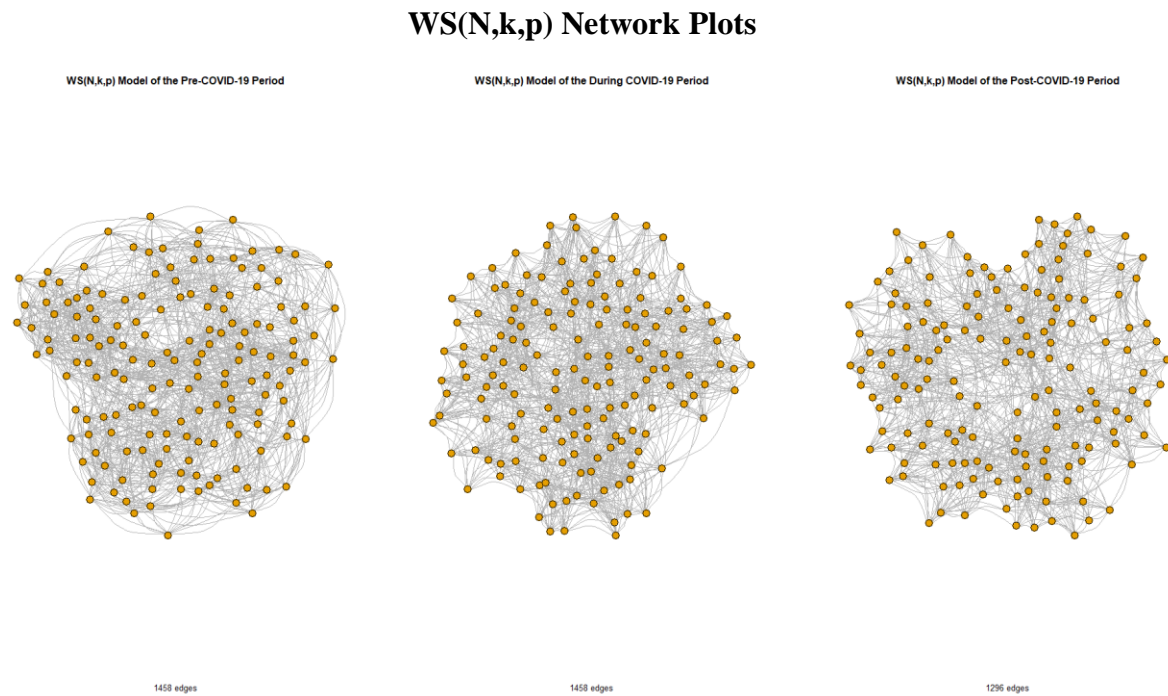 WS(N,k,p) Network Plots
WS(N,k,p) Model of the Pre-COVID-19 Period
WS(N,k,p) Model of the During COVID-19 Period
WS(N,k,p) Model of the Post-COVID-19 Period
1458 edges
1458 edges
1296 edges